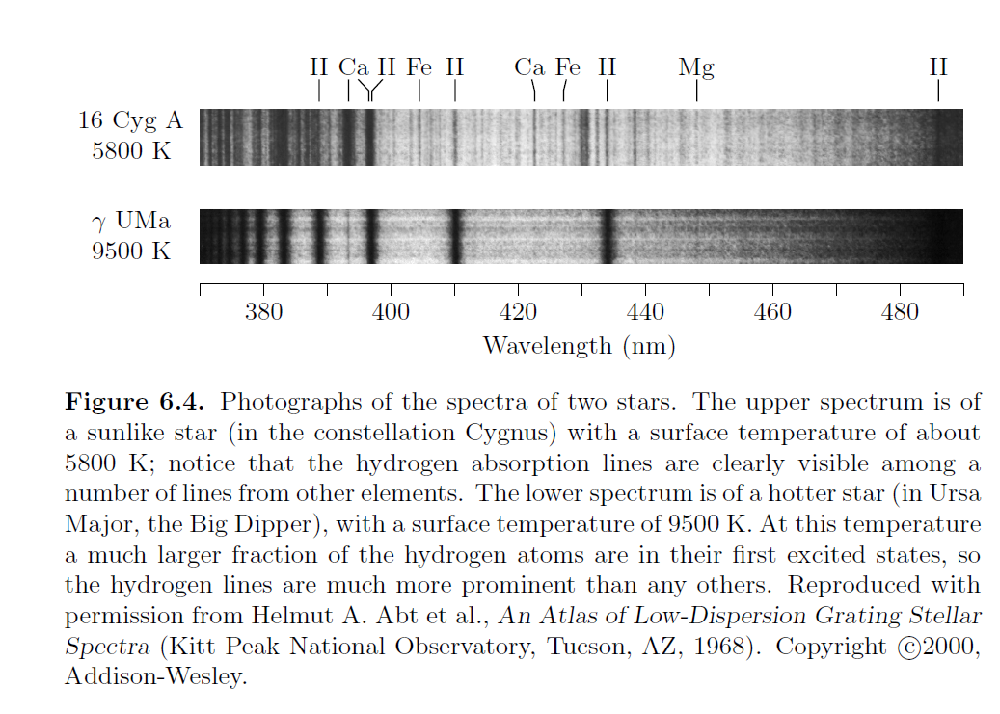 H Ca H Fe H Ca Fe H Mg H
16 Cyg A
5800 K
γ UMa
9500 K
380 400 420 440 460 480
Wavelength (nm)
Figure 6.4. Photographs of the spectra of two stars. The upper spectrum is of
a sunlike star (in the constellation Cygnus) with a surface temperature of about
5800 K; notice that the hydrogen absorption lines are clearly visible among a
number of lines from other elements. The lower spectrum is of a hotter star (in Ursa
Major, the Big Dipper), with a surface temperature of 9500 K. At this temperature
a much larger fraction of the hydrogen atoms are in their first excited states, so
the hydrogen lines are much more prominent than any others. Reproduced with
permission from Helmut A. Abt et al., An Atlas of Low-Dispersion Grating Stellar
Spectra (Kitt Peak National Observatory, Tucson, AZ, 1968). Copyright ©2000,
Addison-Wesley.